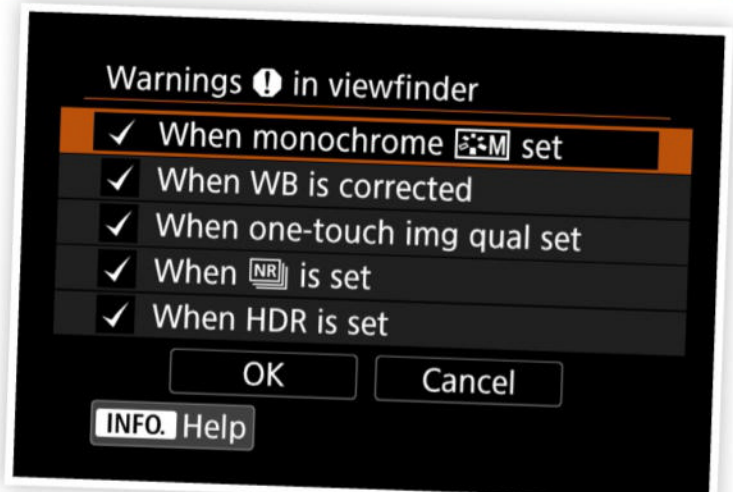 Warnings ! in viewfinder
When monochrome M set
When WB is corrected
When one-touch img qual set
When NR is set
When HDR is set
OK Cancel
INFO. Help